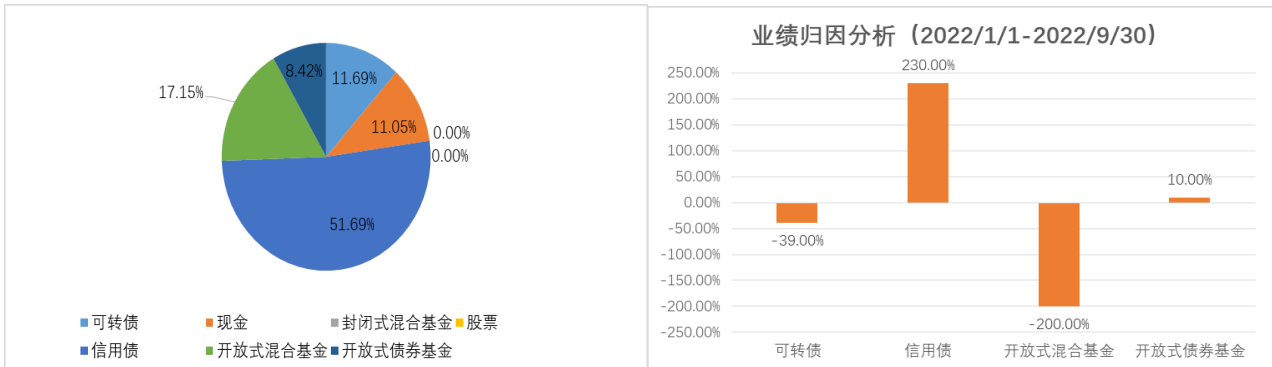 8.42%
11.69%
17.15%
11.05%
0.00%
0.00%
51.69%
可转债
现金
封闭式混合基金
股票
信用债
开放式混合基金
开放式债券基金
业绩归因分析（2022/1/1-2022/9/30）
250.00%
200.00%
150.00%
100.00%
50.00%
0.00%
-50.00%
-100.00%
-150.00%
-200.00%
-250.00%
230.00%
10.00%
-39.00%
-200.00%
可转债
信用债
开放式混合基金
开放式债券基金